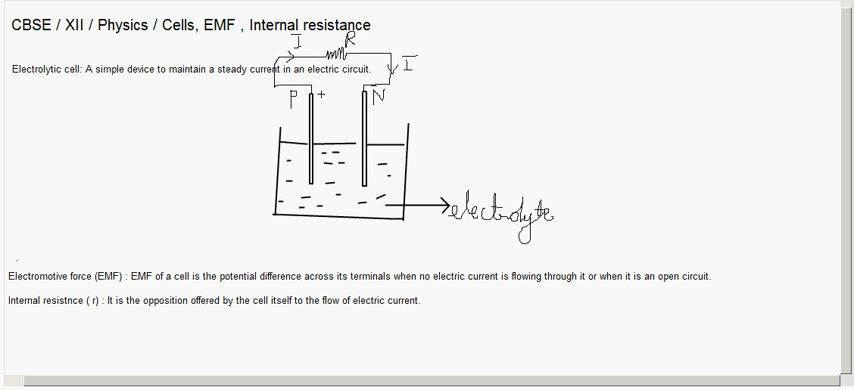 CBSE / XII / Physics / Cells, EMF , Internal resistance
I R
Electrolytic cell: A simple device to maintain a steady current in an electric circuit.
I
P + N
electrolyte
Electromotive force (EMF) : EMF of a cell is the potential difference across its terminals when no electric current is flowing through it or when it is an open circuit.
Internal resistnce ( r) : It is the opposition offered by the cell itself to the flow of electric current.